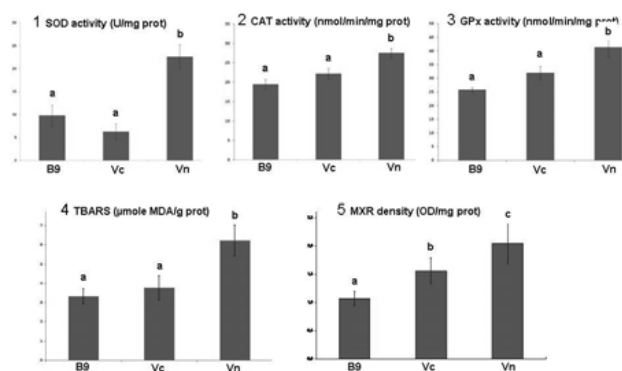 1 SOD activity (U/mg prot)
a
a
b
B9 Vc Vn
2 CAT activity (nmol/min/mg prot)
a
a
b
B9 Vc Vn
3 GPx activity (nmol/min/mg prot)
a
a
b
B9 Vc Vn
4 TBARS (µmole MDA/g prot)
a
a
b
B9 Vc Vn
5 MXR density (OD/mg prot)
a
b
c
B9 Vc Vn